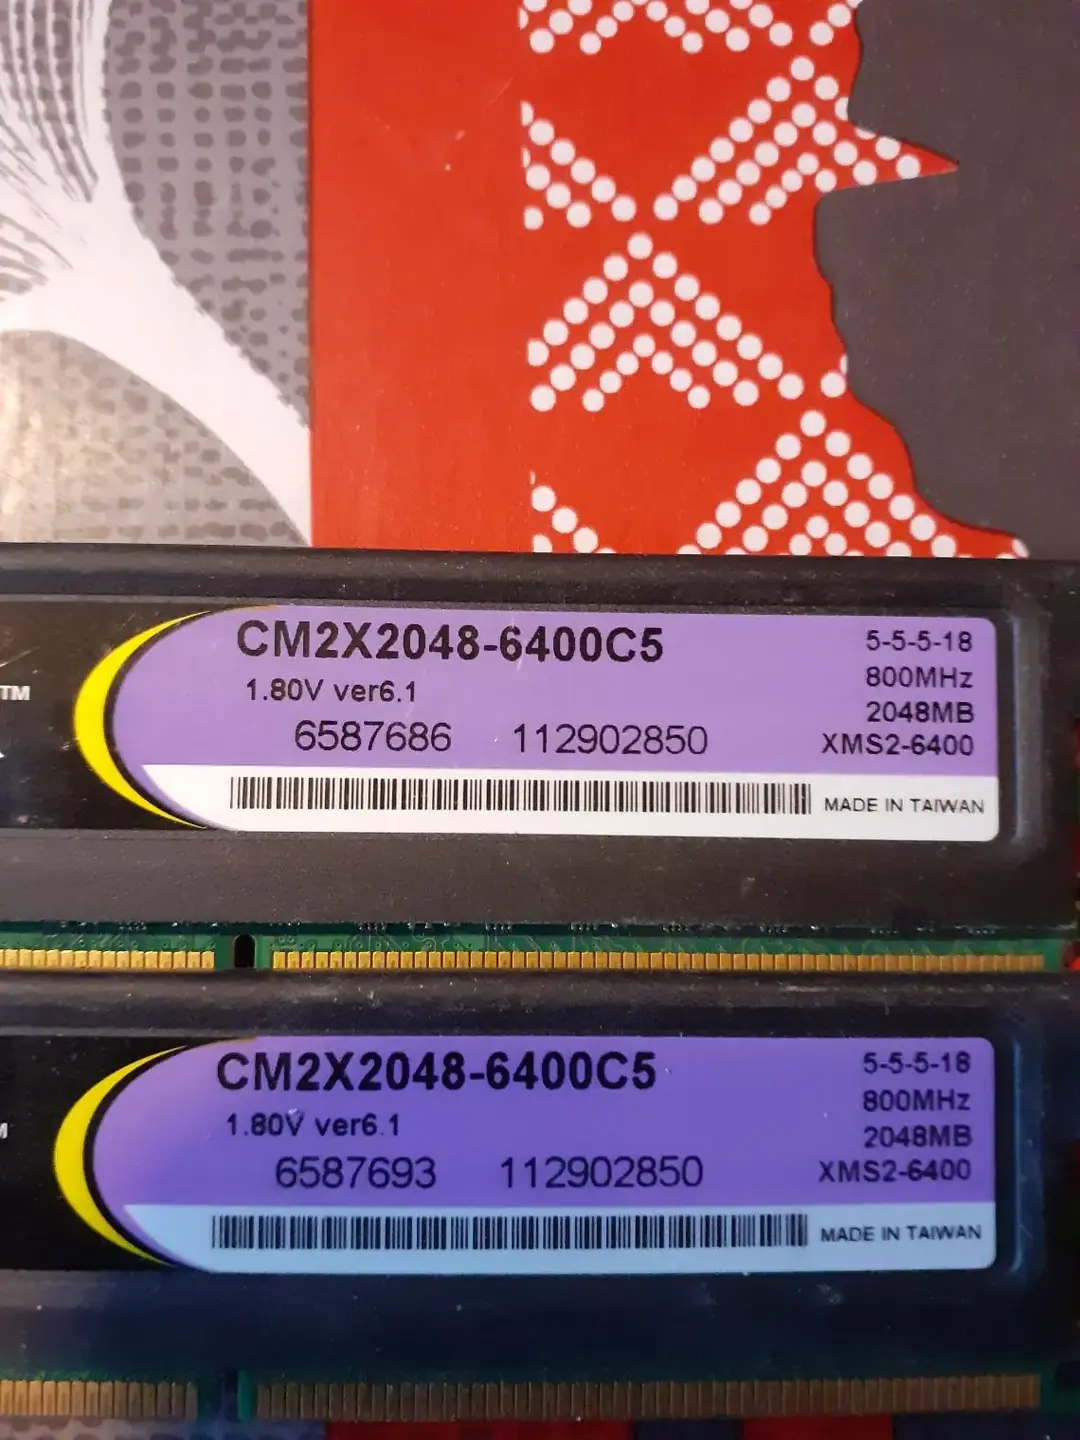 TM
CM2X2048-6400C5
1.80V ver6.1
6587686 112902850
5-5-5-18
800MHz
2048MB
XMS2-6400
MADE IN TAIWAN
CM2X2048-6400C5
1.80V ver6.1
6587693 112902850
5-5-5-18
800MHz
2048MB
XMS2-6400
MADE IN TAIWAN